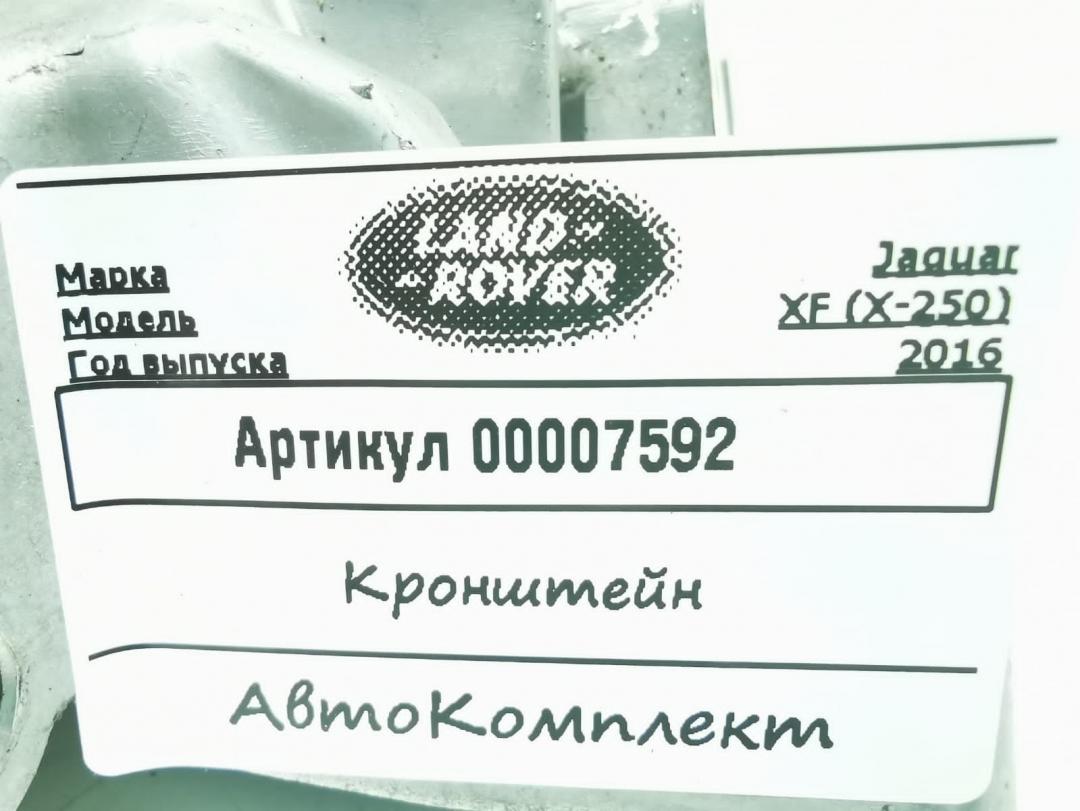 LAND-
-ROVER
Марка Jaguar
Модель XF (X-250)
Год выпуска 2016
Артикул 00007592
Кронштейн
АвтоКомплект